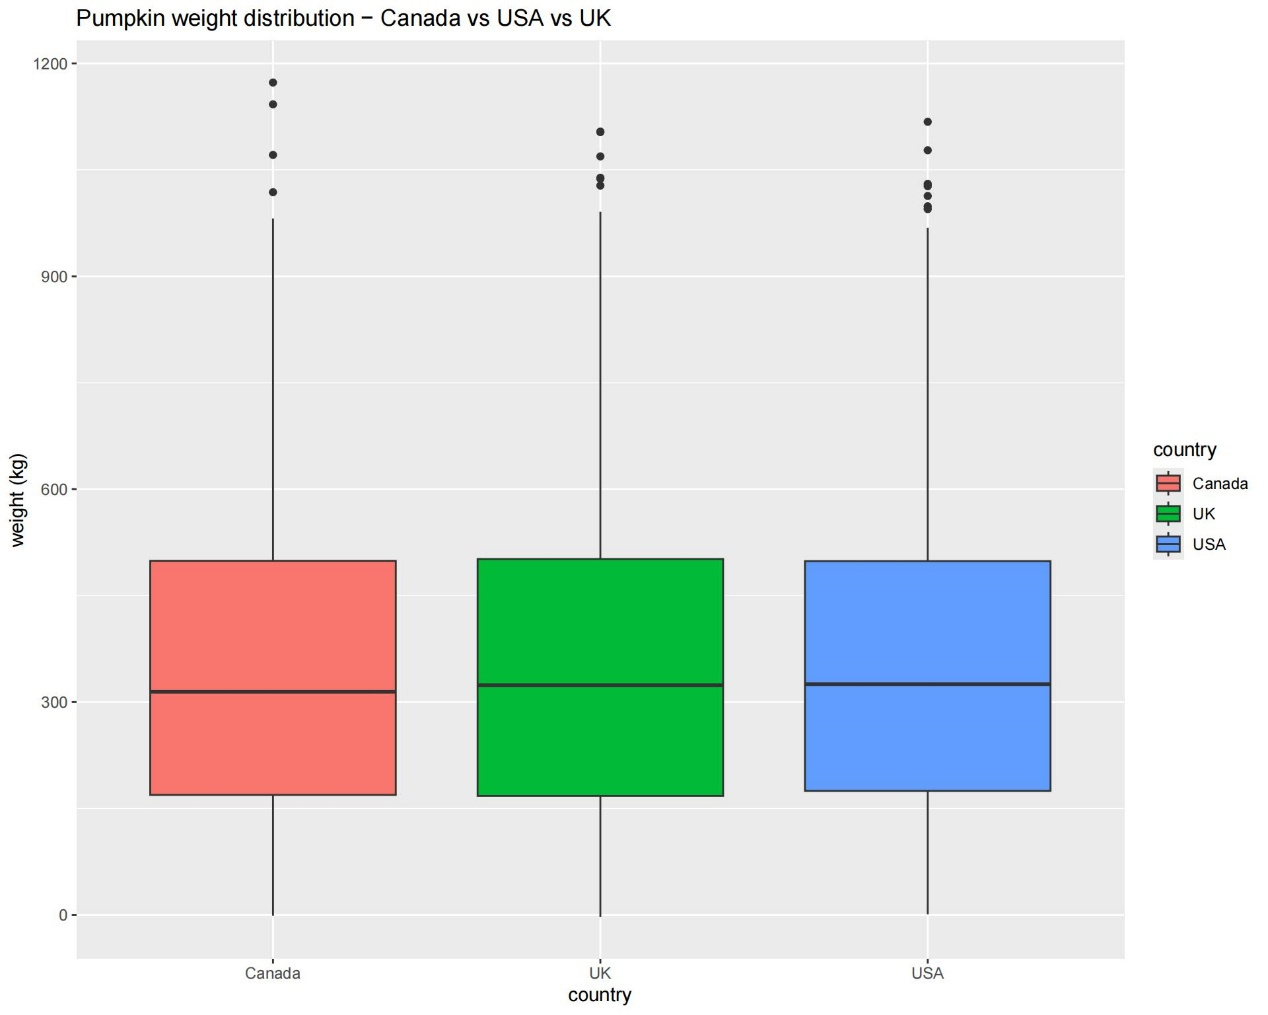 Pumpkin weight distribution − Canada vs USA vs UK
1200
900
600
300
0
weight (kg)
Canada
UK
USA
country
country
Canada
UK
USA